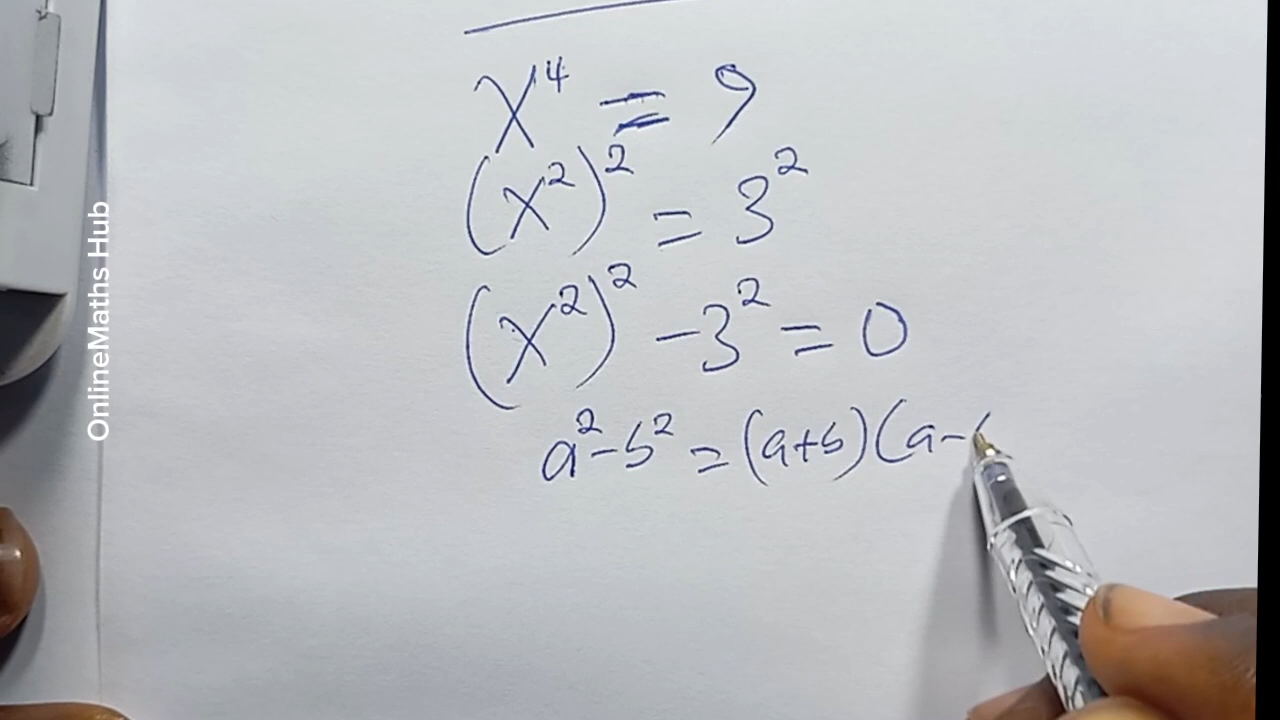 x⁴ = 9
(x²)² = 3²
(x²)² - 3² = 0
a² - b² = (a+b)(a-
OnlineMaths Hub